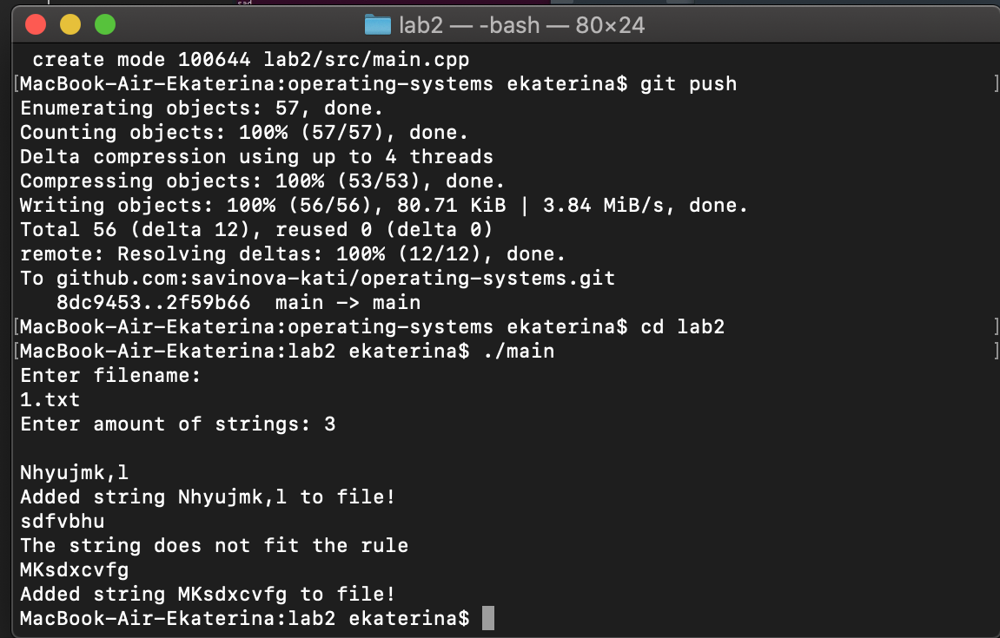 sad
lab2 — -bash — 80×24
create mode 100644 lab2/src/main.cpp
[MacBook-Air-Ekaterina:operating-systems ekaterina$ git push ]
Enumerating objects: 57, done.
Counting objects: 100% (57/57), done.
Delta compression using up to 4 threads
Compressing objects: 100% (53/53), done.
Writing objects: 100% (56/56), 80.71 KiB | 3.84 MiB/s, done.
Total 56 (delta 12), reused 0 (delta 0)
remote: Resolving deltas: 100% (12/12), done.
To github.com:savinova-kati/operating-systems.git
8dc9453..2f59b66  main -> main
[MacBook-Air-Ekaterina:operating-systems ekaterina$ cd lab2 ]
[MacBook-Air-Ekaterina:lab2 ekaterina$ ./main ]
Enter filename:
1.txt
Enter amount of strings: 3
Nhyujmk,l
Added string Nhyujmk,l to file!
sdfvbhu
The string does not fit the rule
MKsdxcvfg
Added string MKsdxcvfg to file!
MacBook-Air-Ekaterina:lab2 ekaterina$